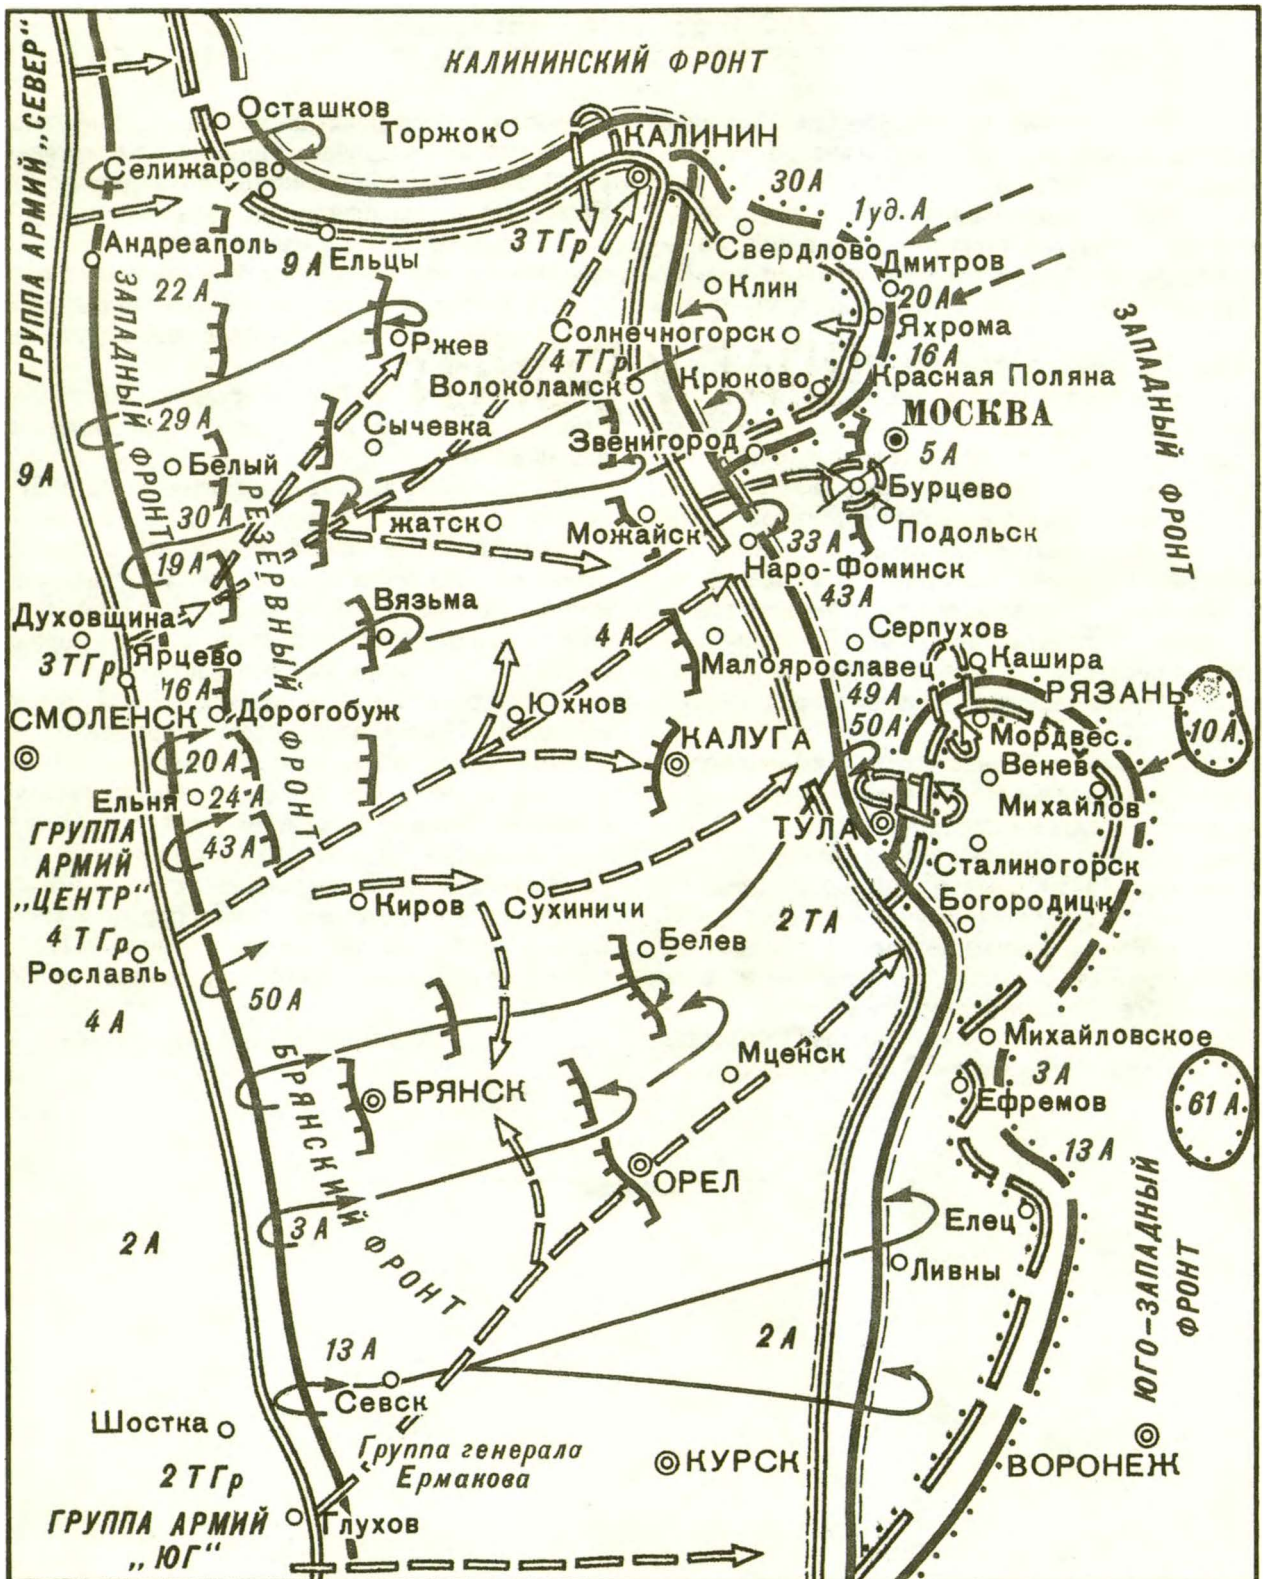 КАЛИНИНСКИЙ ФРОНТ
ГРУППА АРМИЙ „СЕВЕР“
Осташков
Торжок
КАЛИНИН
Селижарово
30 А
1 уд. А
Андреаполь
9 А
Ельцы
3 ТГр
Свердлово
Дмитров
22 А
Клин
20 А
ЗАПАДНЫЙ ФРОНТ
Ржев
Солнечногорск
Яхрома
4 ТГр
16 А
Волоколамск
Крюково
Красная Поляна
ЗАПАДНЫЙ ФРОНТ
29 А
Сычевка
МОСКВА
Звенигород
5 А
9 А
Белый
РЕЗЕРВНЫЙ ФРОНТ
Бурцево
30 А
Гжатск
Можайск
33 А
Подольск
19 А
Наро-Фоминск
43 А
Духовщина
Вязьма
4 А
Серпухов
3 ТГр
Ярцево
Малоярославец
Кашира
16 А
49 А
РЯЗАНЬ
СМОЛЕНСК
Дорогобуж
Юхнов
50 А
10 А
КАЛУГА
Мордвес
20 А
Венев
Ельня
24 А
Михайлов
ГРУППА
АРМИЙ
„ЦЕНТР“
43 А
ТУЛА
Сталиногорск
Киров
Сухиничи
Богородицк
4 ТГр
2 ТА
Белев
Рославль
50 А
4 А
Михайловское
Мценск
БРЯНСКИЙ ФРОНТ
БРЯНСК
3 А
Ефремов
61 А
13 А
ОРЕЛ
2 А
3 А
Елец
ЮГО-ЗАПАДНЫЙ
ФРОНТ
Ливны
13 А
2 А
Севск
Шостка
Группа генерала
Ермакова
КУРСК
ВОРОНЕЖ
2 ТГр
ГРУППА АРМИЙ
„ЮГ“
Глухов